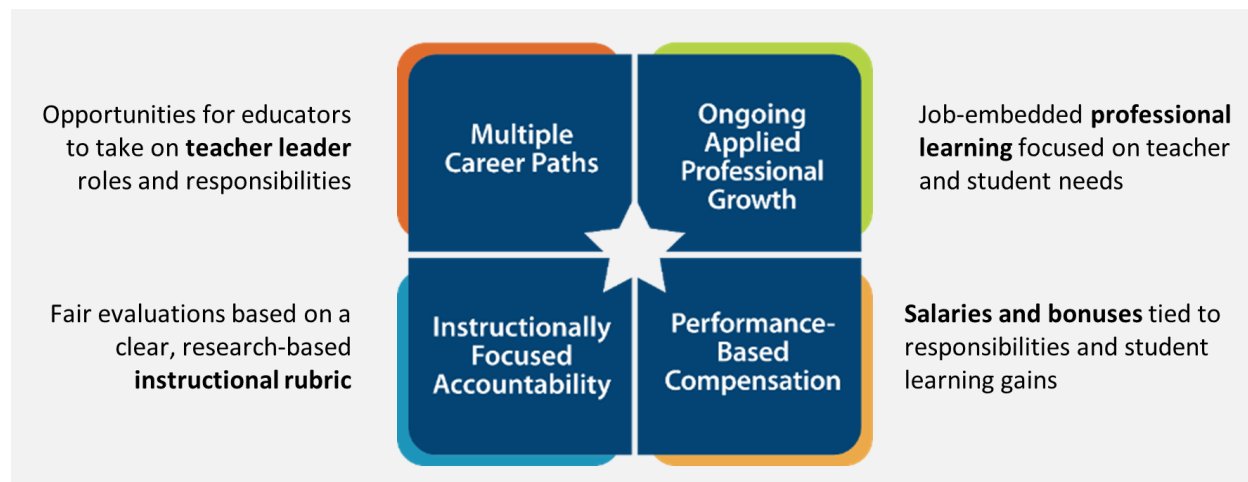 Opportunities for educators
to take on teacher leader
roles and responsibilities
Multiple
Career Paths
Ongoing
Applied
Professional
Growth
Job-embedded professional
learning focused on teacher
and student needs
Fair evaluations based on a
clear, research-based
instructional rubric
Instructionally
Focused
Accountability
Performance-
Based
Compensation
Salaries and bonuses tied to
responsibilities and student
learning gains